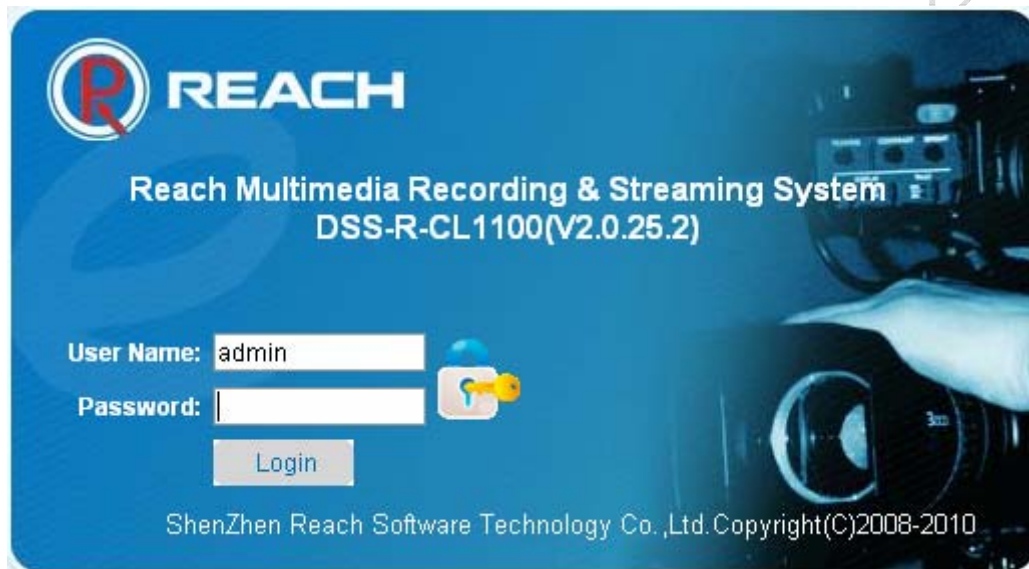 REACH
Reach Multimedia Recording & Streaming System
DSS-R-CL1100(V2.0.25.2)
User Name: admin
Password:
Login
ShenZhen Reach Software Technology Co.,Ltd.Copyright(C)2008-2010